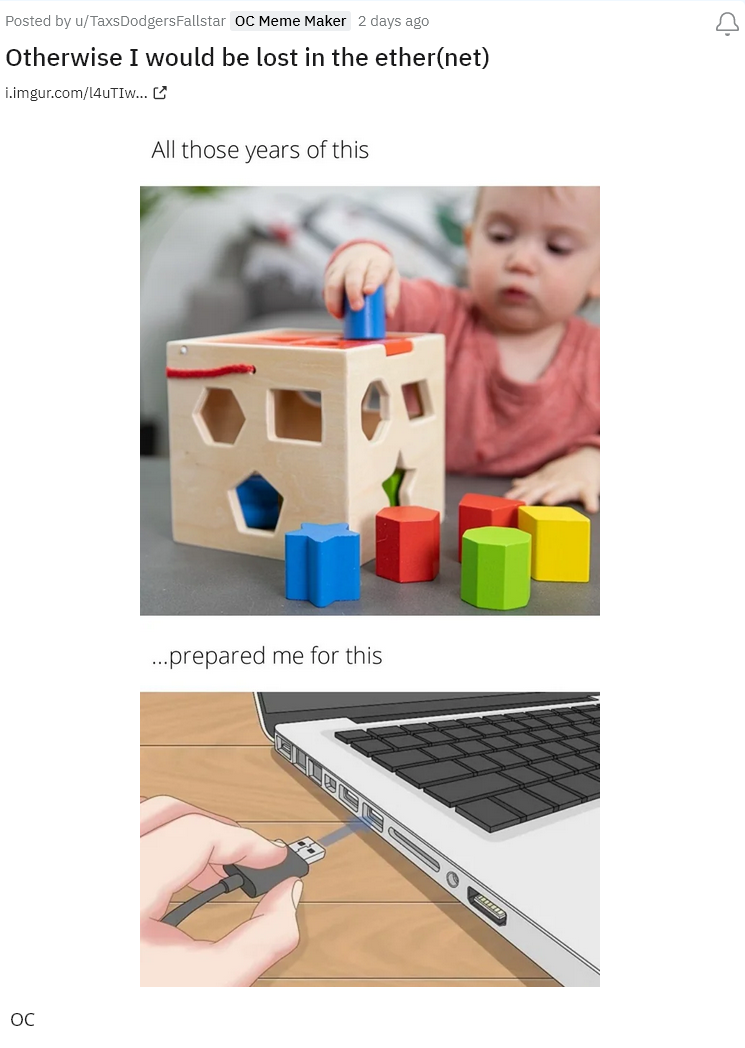 Posted by u/TaxsDodgersFallstar OC Meme Maker 2 days ago
Otherwise I would be lost in the ether(net)
i.imgur.com/l4uTIw...
All those years of this
...prepared me for this
OC